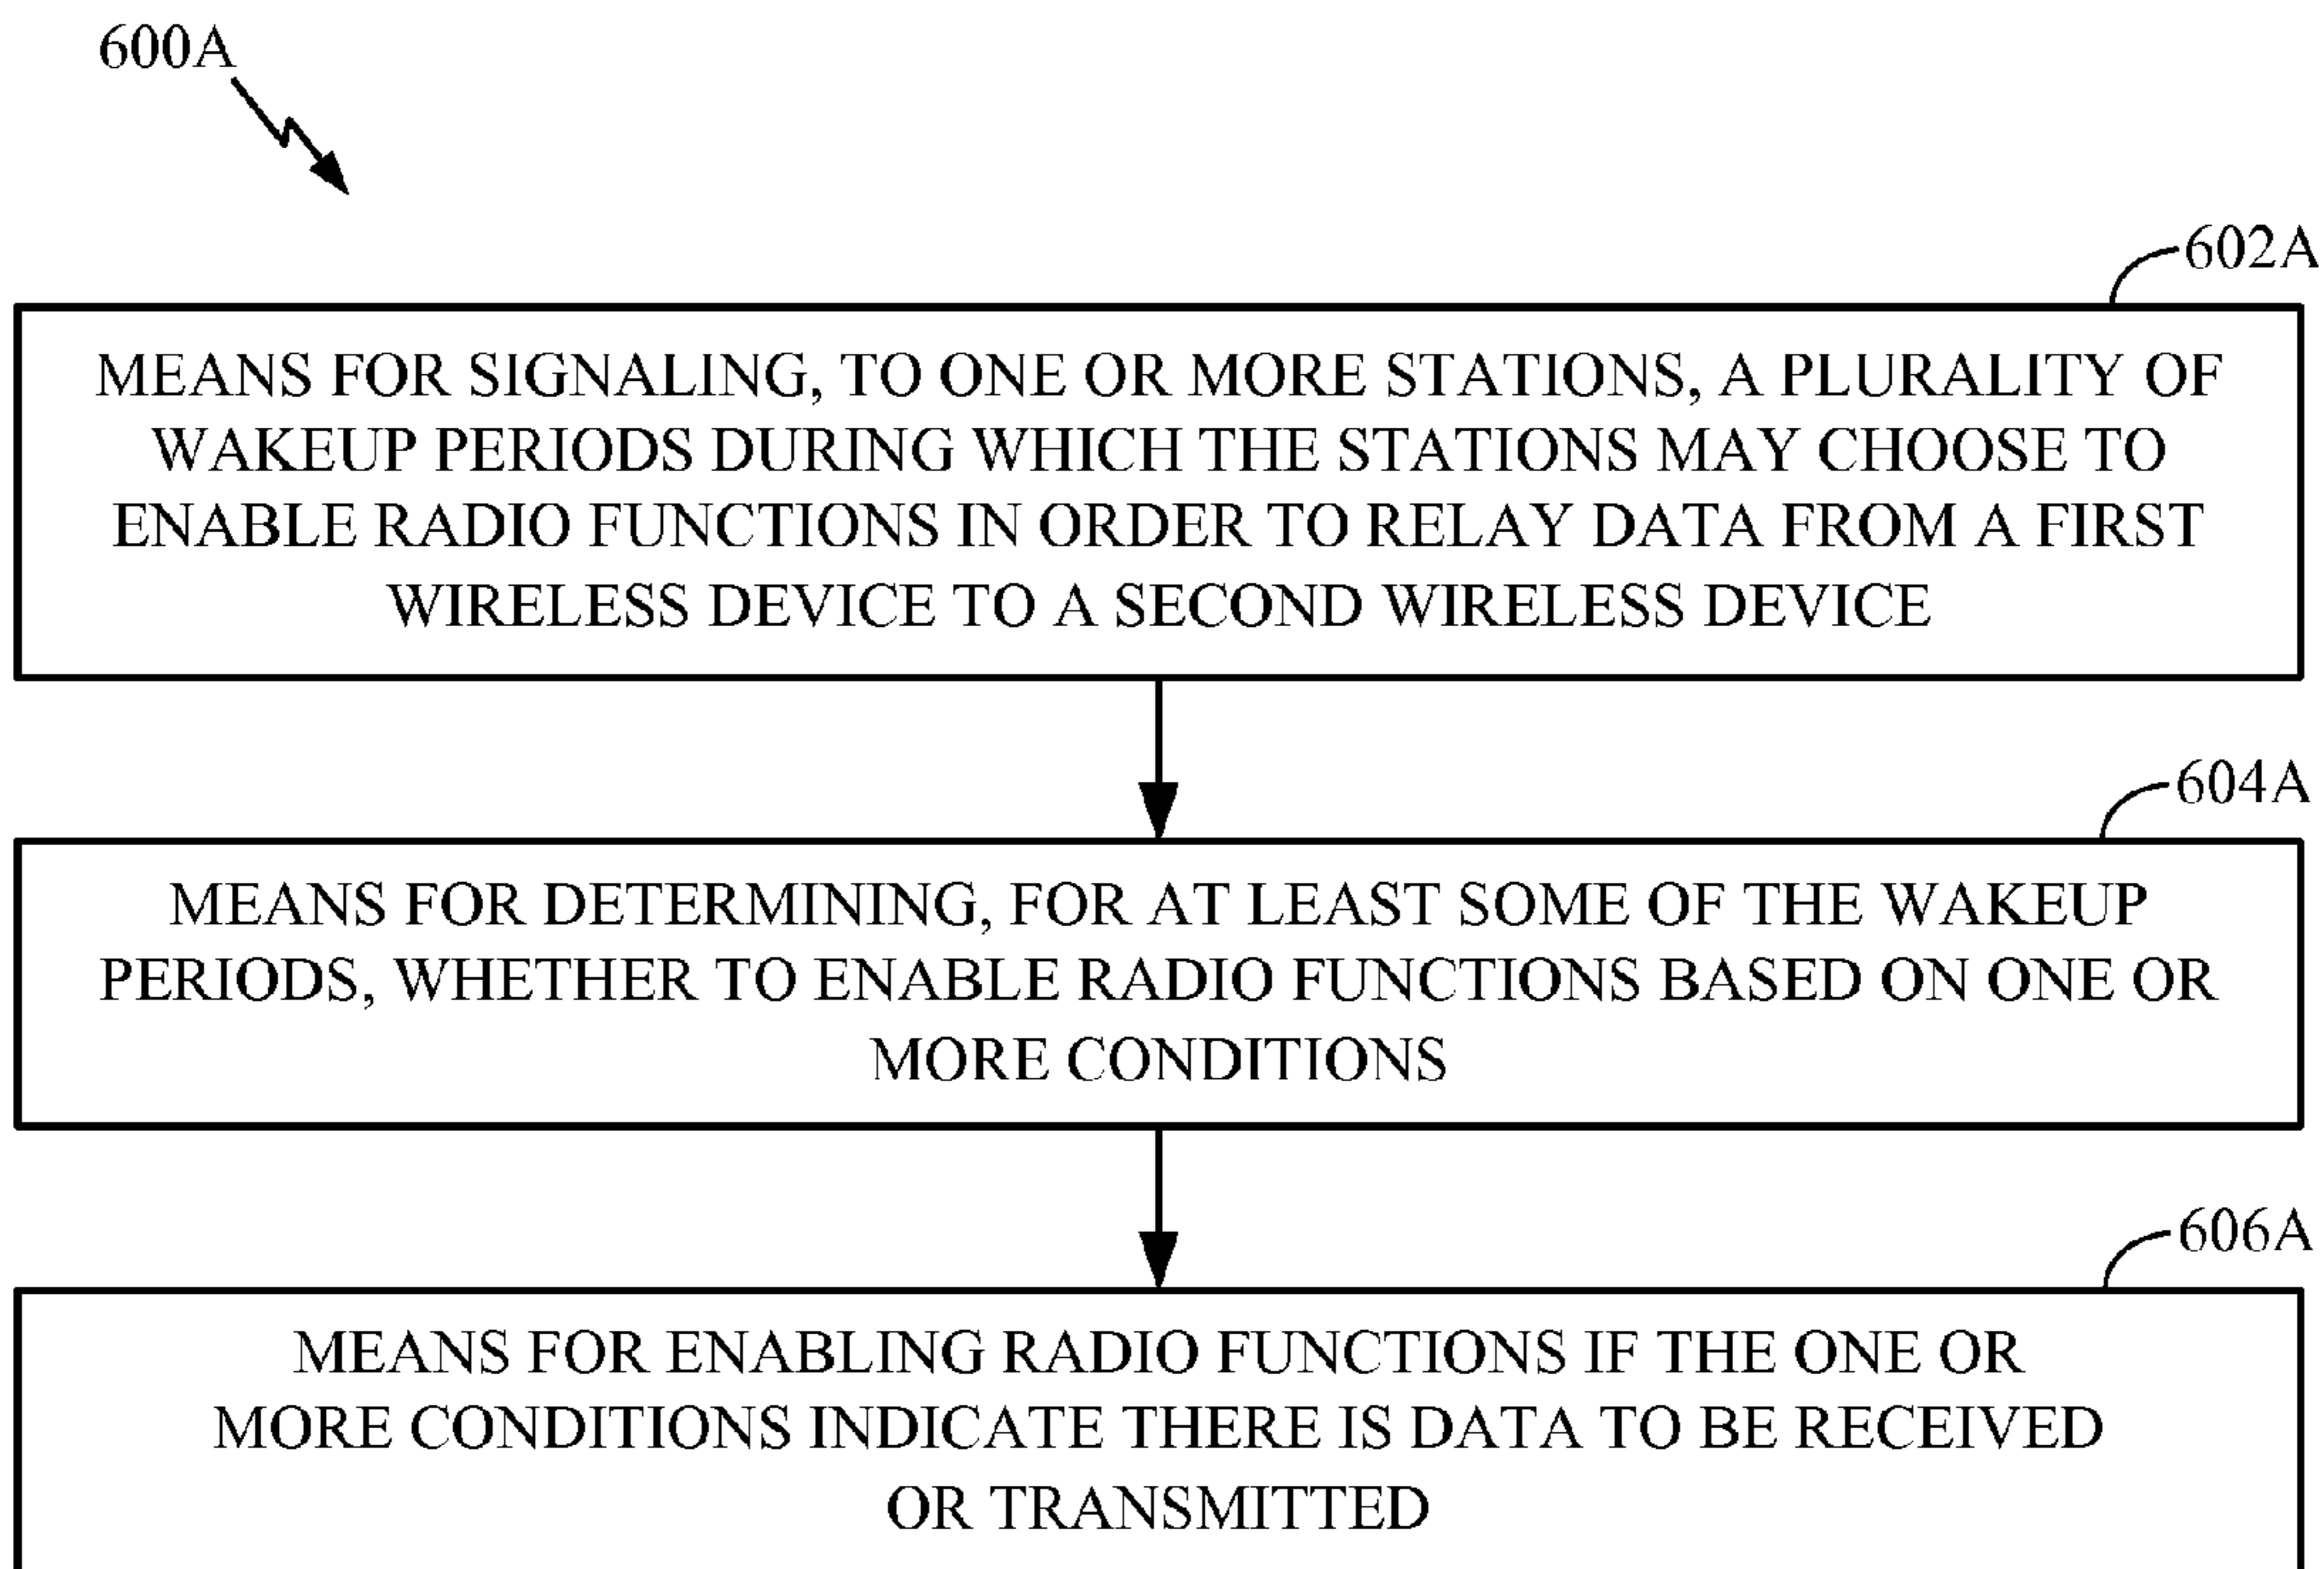 600A
602A
MEANS FOR SIGNALING, TO ONE OR MORE STATIONS, A PLURALITY OF
WAKEUP PERIODS DURING WHICH THE STATIONS MAY CHOOSE TO
ENABLE RADIO FUNCTIONS IN ORDER TO RELAY DATA FROM A FIRST
WIRELESS DEVICE TO A SECOND WIRELESS DEVICE
604A
MEANS FOR DETERMINING, FOR AT LEAST SOME OF THE WAKEUP
PERIODS, WHETHER TO ENABLE RADIO FUNCTIONS BASED ON ONE OR
MORE CONDITIONS
606A
MEANS FOR ENABLING RADIO FUNCTIONS IF THE ONE OR
MORE CONDITIONS INDICATE THERE IS DATA TO BE RECEIVED
OR TRANSMITTED